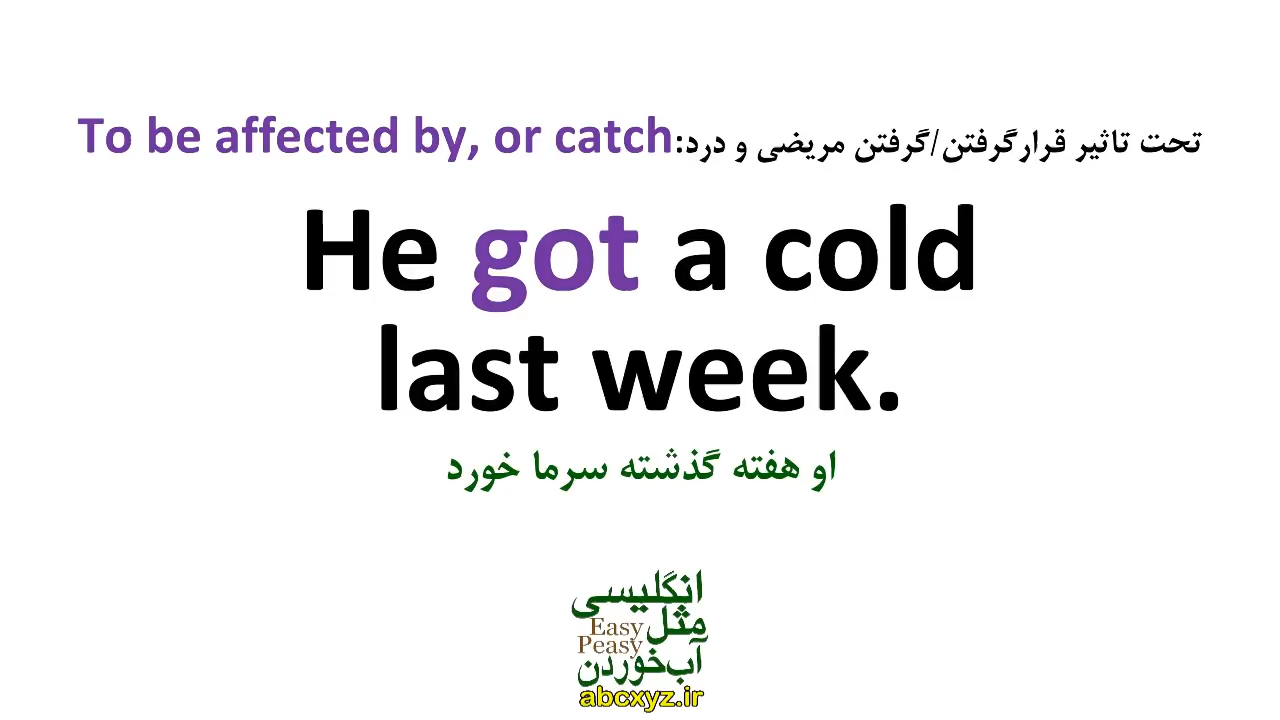 To be affected by, or catch:تحت تاثیر قرارگرفتن/گرفتن مریضی و درد
He got a cold
last week.
او هفته گذشته سرما خورد
انگلیسی
مثل
Easy
Peasy
آب‌خوردن
abcxyz.ir